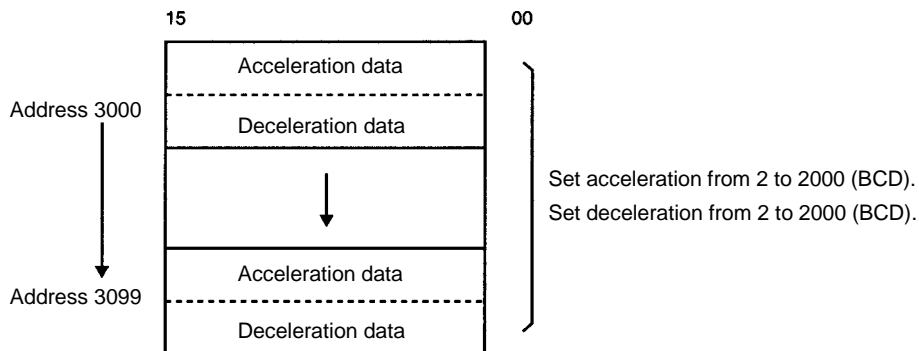 15 00
Acceleration data
Address 3000
Deceleration data
Set acceleration from 2 to 2000 (BCD).
Set deceleration from 2 to 2000 (BCD).
Acceleration data
Address 3099
Deceleration data